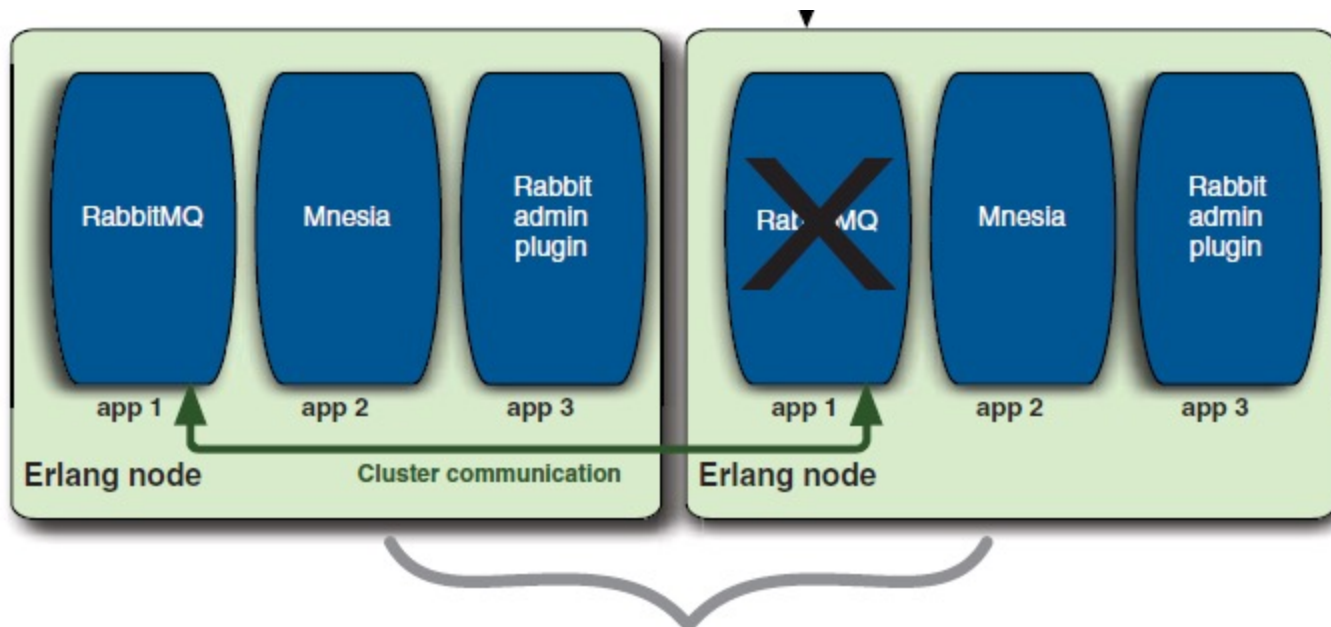 RabbitMQ
Mnesia
Rabbit
admin
plugin
app 1
app 2
app 3
Erlang node
Cluster communication
RabbitMQ
Mnesia
Rabbit
admin
plugin
app 1
app 2
app 3
Erlang node